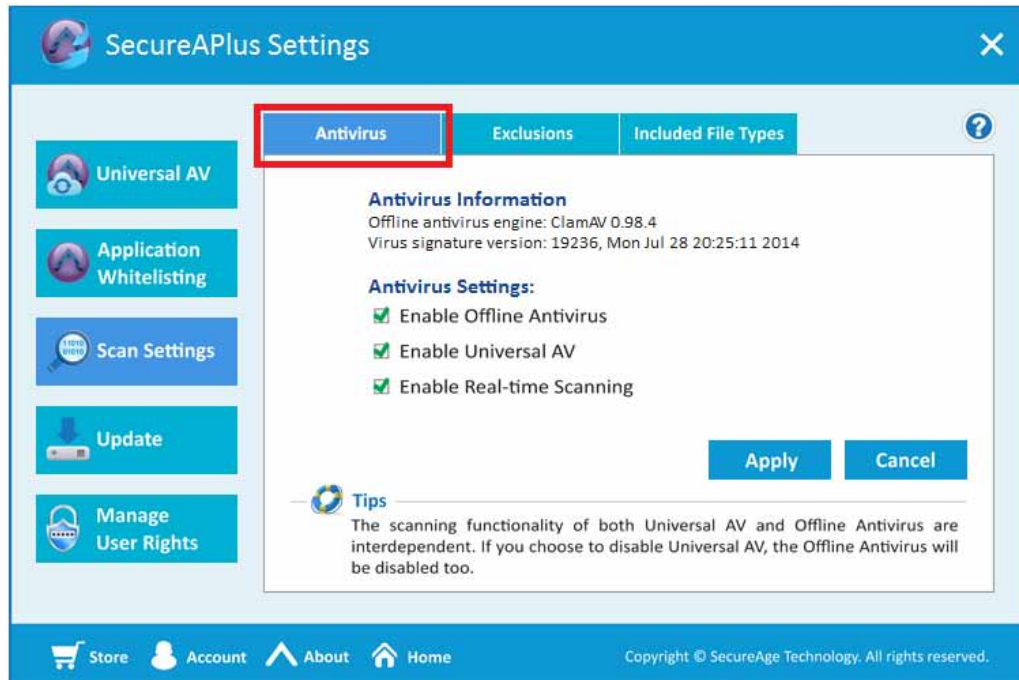 SecureAPlus Settings
Antivirus
Exclusions
Included File Types
Universal AV
Application
Whitelisting
Scan Settings
Update
Manage
User Rights
Antivirus Information
Offline antivirus engine: ClamAV 0.98.4
Virus signature version: 19236, Mon Jul 28 20:25:11 2014
Antivirus Settings:
Enable Offline Antivirus
Enable Universal AV
Enable Real-time Scanning
Apply
Cancel
Tips
The scanning functionality of both Universal AV and Offline Antivirus are
interdependent. If you choose to disable Universal AV, the Offline Antivirus will
be disabled too.
Store
Account
About
Home
Copyright © SecureAge Technology. All rights reserved.